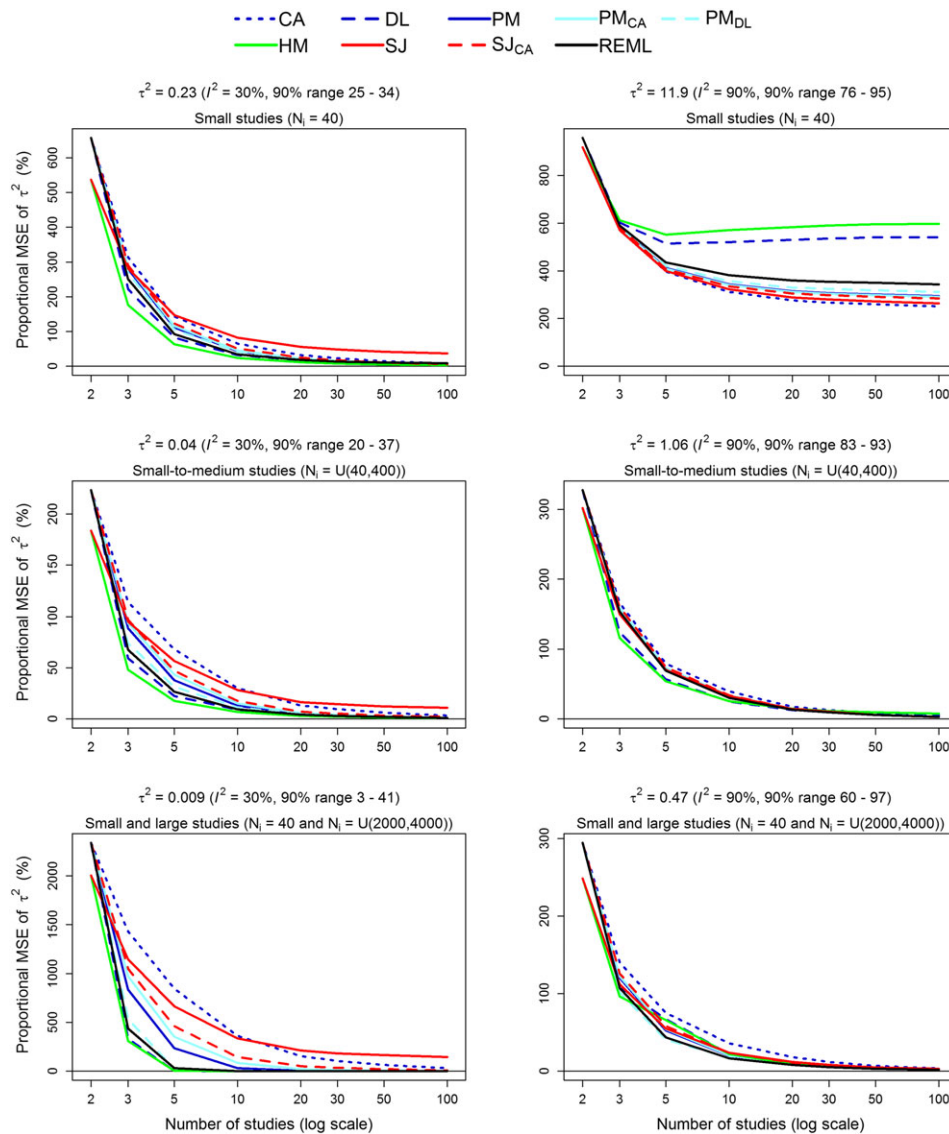 CA DL PM PM_CA PM_DL
HM SJ SJ_CA REML
τ² = 0.23 (I² = 30%, 90% range 25 - 34)
Small studies (Nᵢ = 40)
Proportional MSE of τ² (%)
600
500
400
300
200
100
0
2 3 5 10 20 30 50 100
τ² = 11.9 (I² = 90%, 90% range 76 - 95)
Small studies (Nᵢ = 40)
800
600
400
200
0
2 3 5 10 20 30 50 100
τ² = 0.04 (I² = 30%, 90% range 20 - 37)
Small-to-medium studies (Nᵢ = U(40,400))
Proportional MSE of τ² (%)
200
150
100
50
0
2 3 5 10 20 30 50 100
τ² = 1.06 (I² = 90%, 90% range 83 - 93)
Small-to-medium studies (Nᵢ = U(40,400))
300
200
100
0
2 3 5 10 20 30 50 100
τ² = 0.009 (I² = 30%, 90% range 3 - 41)
Small and large studies (Nᵢ = 40 and Nᵢ = U(2000,4000))
Proportional MSE of τ² (%)
2000
1500
1000
500
0
2 3 5 10 20 30 50 100
Number of studies (log scale)
τ² = 0.47 (I² = 90%, 90% range 60 - 97)
Small and large studies (Nᵢ = 40 and Nᵢ = U(2000,4000))
300
200
100
0
2 3 5 10 20 30 50 100
Number of studies (log scale)